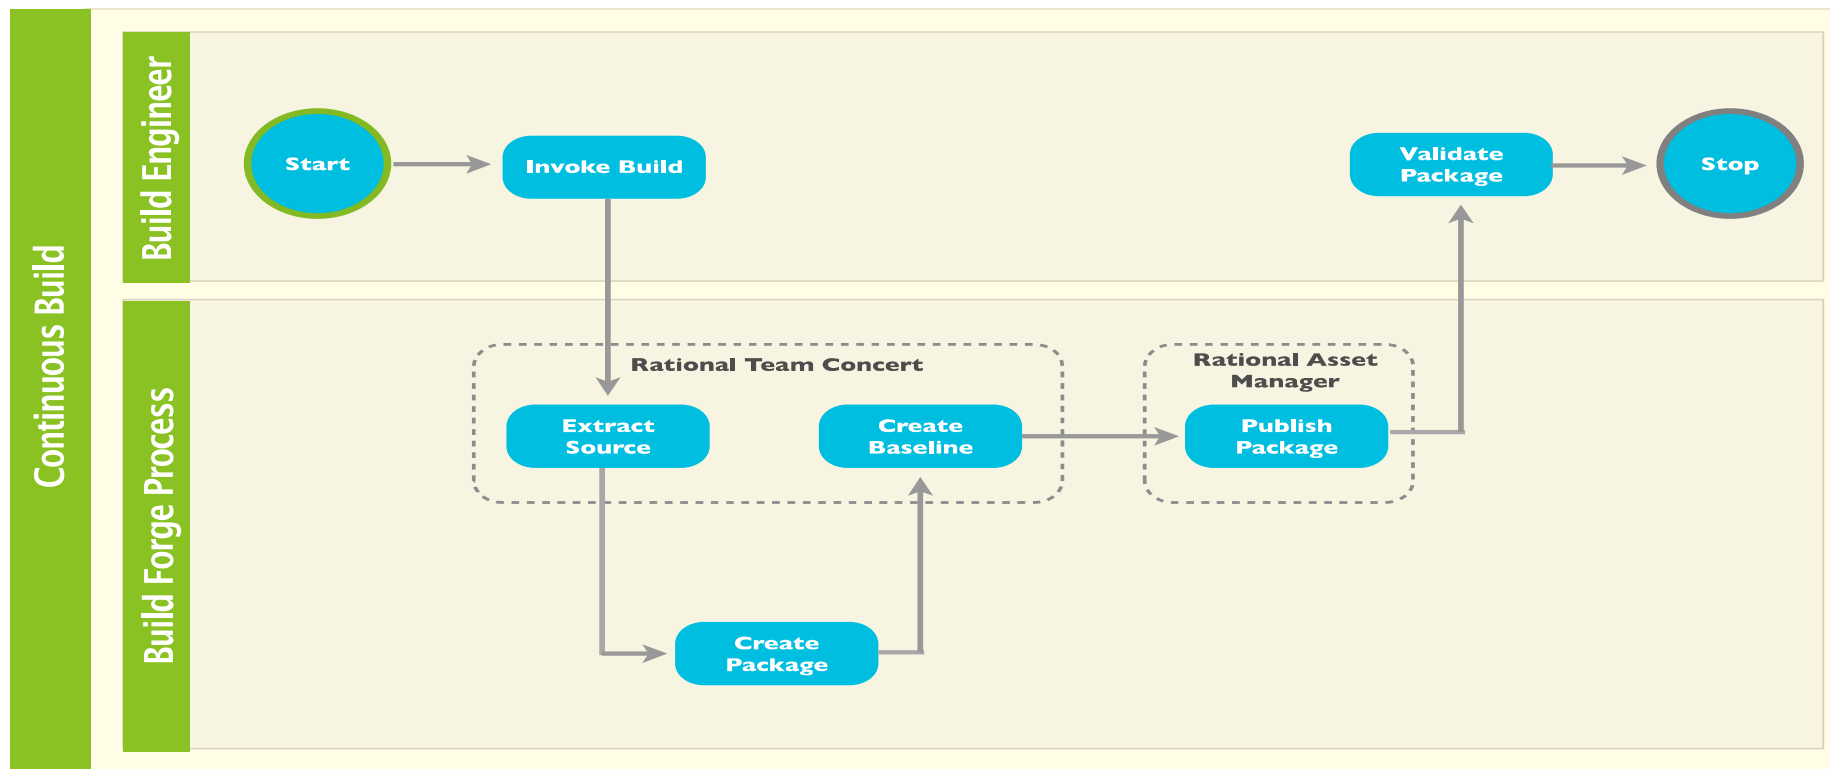 Continuous Build
Build Engineer
Start
Invoke Build
Validate
Package
Stop
Build Forge Process
Rational Team Concert
Rational Asset
Manager
Extract
Source
Create
Baseline
Publish
Package
Create
Package